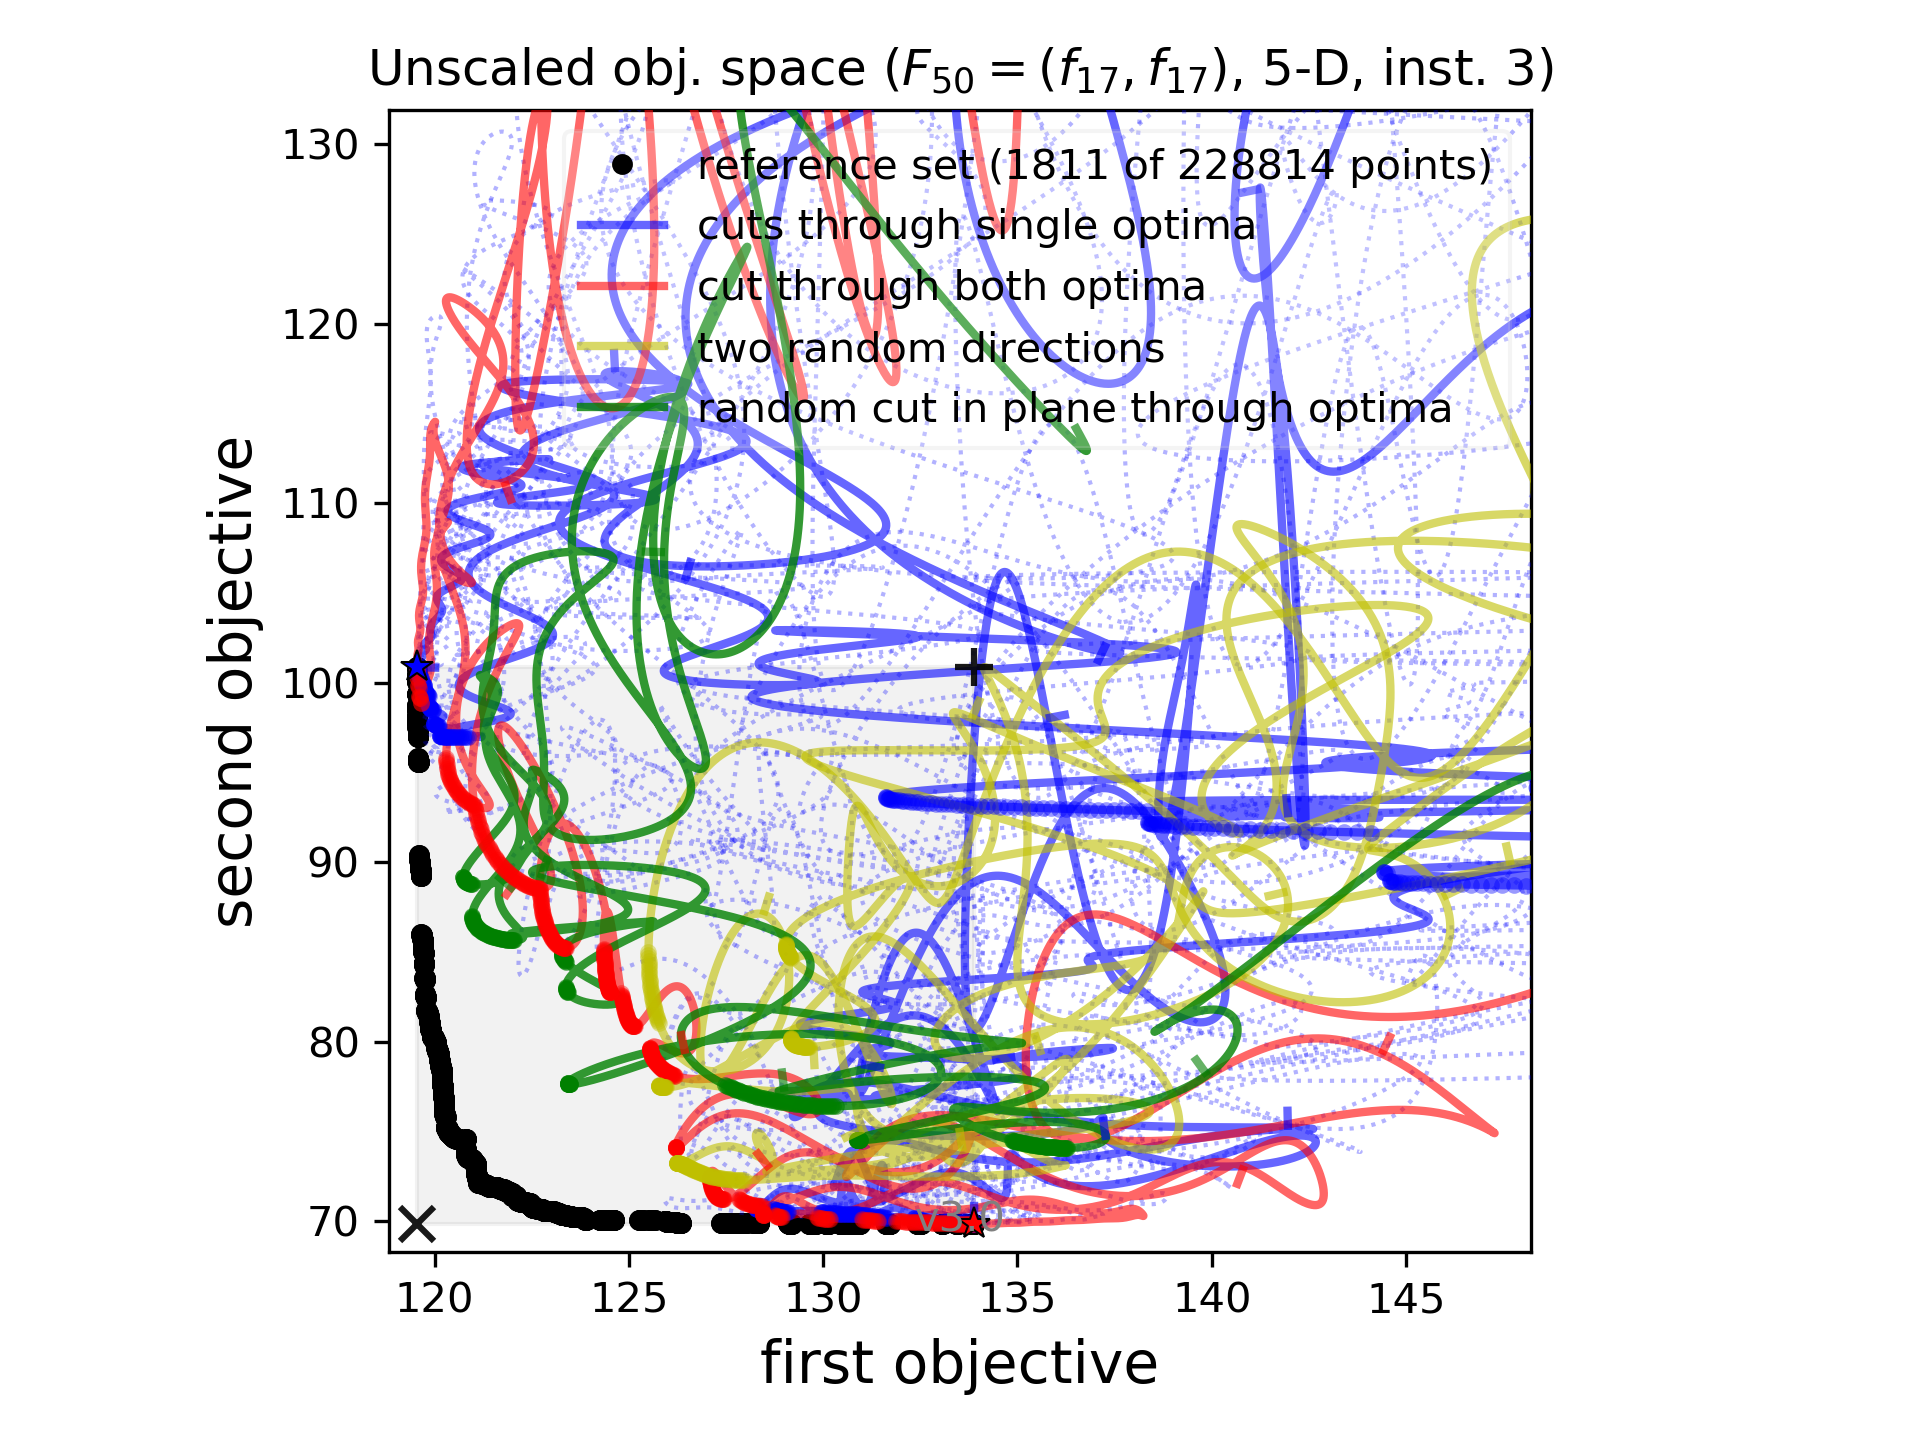 Unscaled obj. space (F50 = (f17, f17), 5-D, inst. 3)
reference set (1811 of 228814 points)
cuts through single optima
cut through both optima
two random directions
random cut in plane through optima
130
120
110
100
90
80
70
second objective
v3.0
120 125 130 135 140 145
first objective